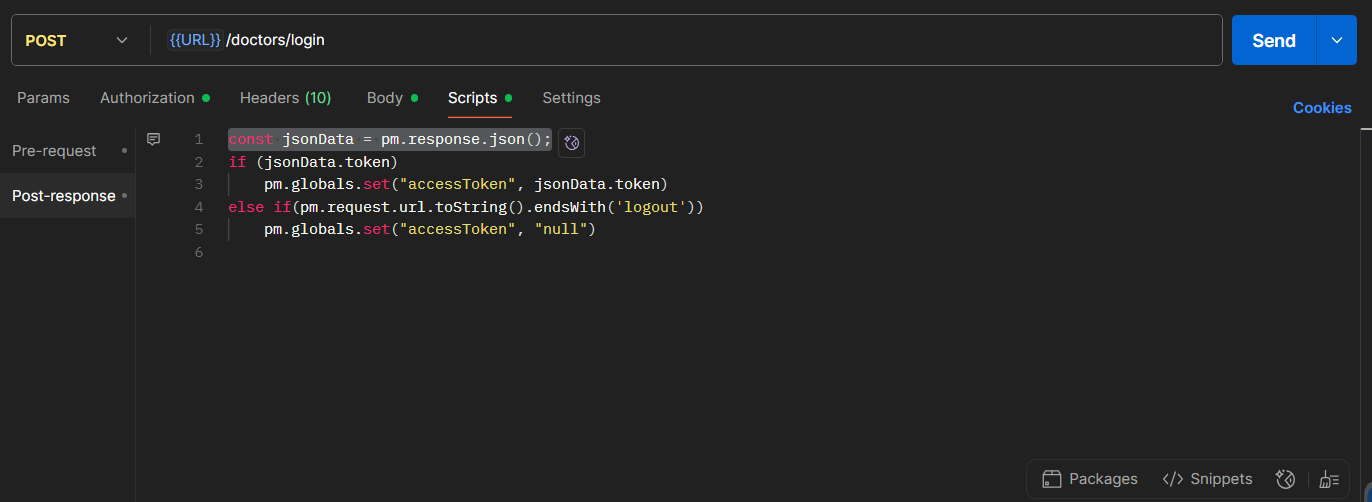 POST
{{URL}} /doctors/login
Send
Params Authorization Headers (10) Body Scripts Settings
Cookies
Pre-request
Post-response
1 const jsonData = pm.response.json();
2 if (jsonData.token)
3 pm.globals.set("accessToken", jsonData.token)
4 else if(pm.request.url.toString().endsWith('logout'))
5 pm.globals.set("accessToken", "null")
6
Packages Snippets